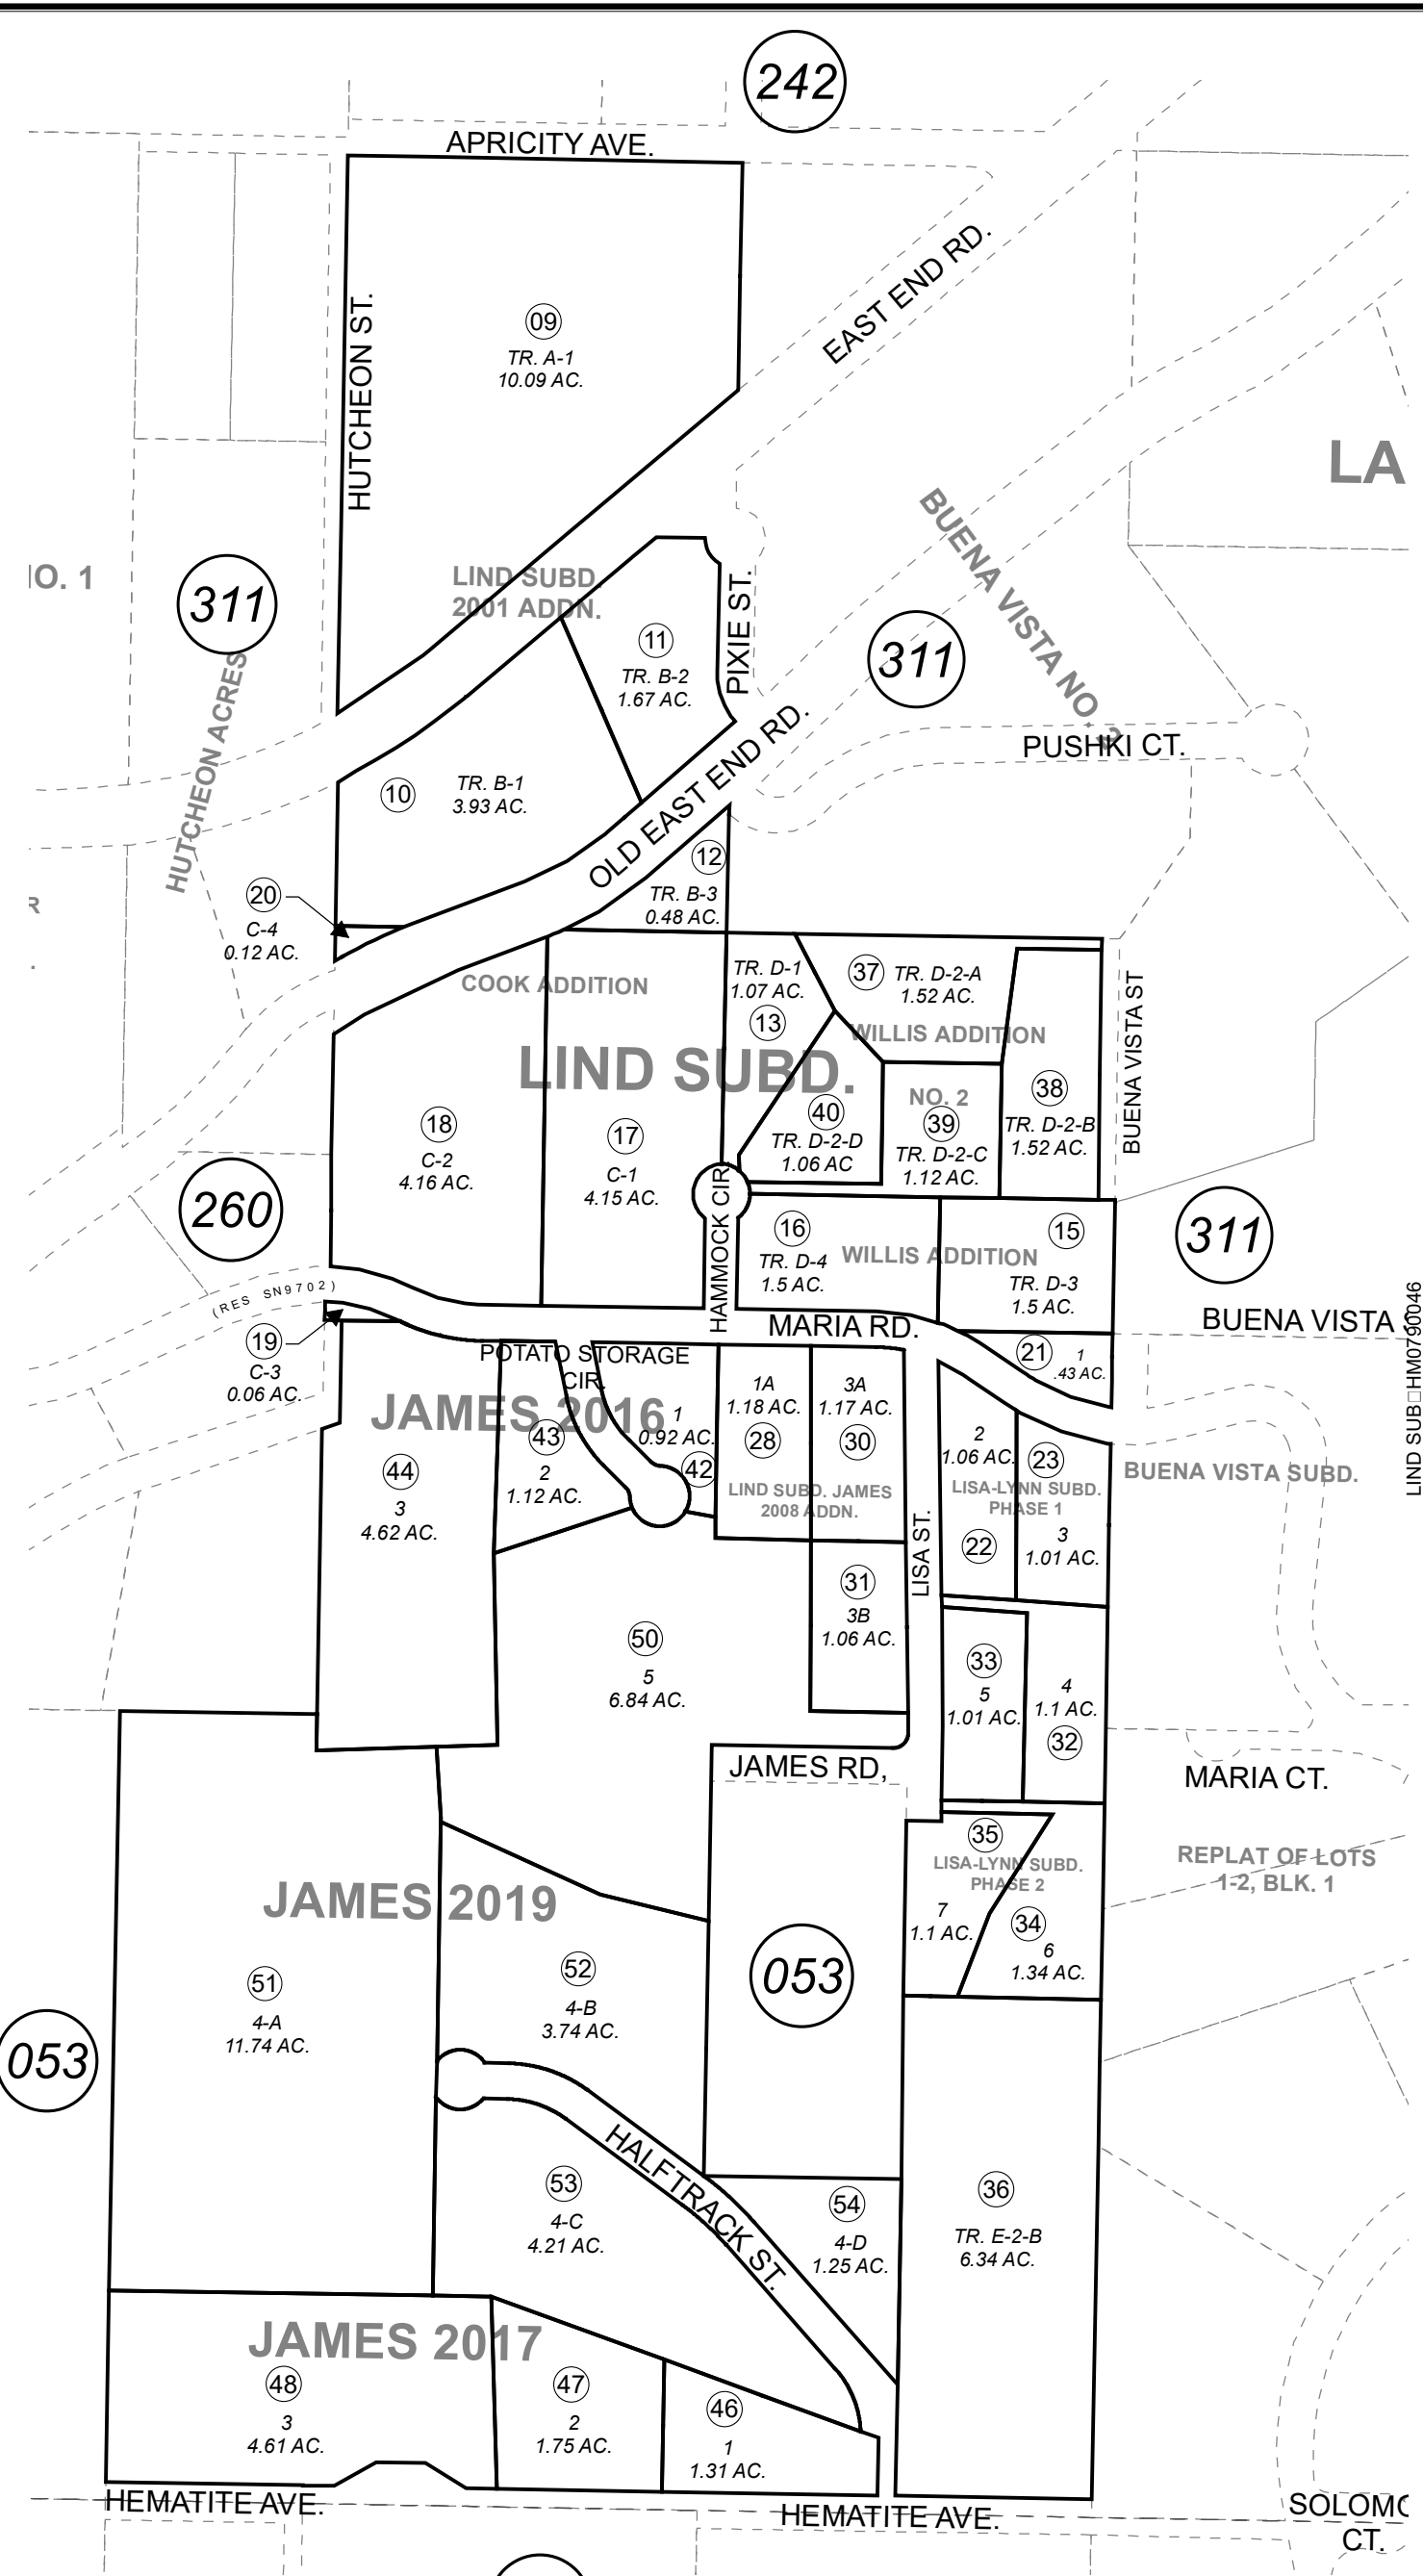 242
APRICITY AVE.
EAST END RD.
HUTCHEON ST.
09
TR. A-1
10.09 AC.
LA
BUENA VISTA NO. 2
O. 1
311
LIND SUBD.
2001 ADDN.
PIXIE ST.
11
TR. B-2
1.67 AC.
311
HUTCHEON ACRES
OLD EAST END RD.
PUSHKI CT.
10
TR. B-1
3.93 AC.
12
TR. B-3
0.48 AC.
20
C-4
0.12 AC.
R
.
COOK ADDITION
TR. D-1
1.07 AC.
13
37
TR. D-2-A
1.52 AC.
WILLIS ADDITION
NO. 2
BUENA VISTA ST
LIND SUBD.
38
TR. D-2-B
1.52 AC.
39
TR. D-2-C
1.12 AC.
40
TR. D-2-D
1.06 AC
18
C-2
4.16 AC.
17
C-1
4.15 AC.
260
HAMMOCK CIR.
16
TR. D-4
1.5 AC.
WILLIS ADDITION
15
TR. D-3
1.5 AC.
311
(RES SN9702)
19
C-3
0.06 AC.
MARIA RD.
BUENA VISTA S
LIND SUB□HM0790046
21
1
.43 AC.
POTATO STORAGE
CIR.
JAMES 2016
1
0.92 AC.
42
43
2
1.12 AC.
44
3
4.62 AC.
1A
1.18 AC.
28
3A
1.17 AC.
30
LIND SUBD. JAMES
2008 ADDN.
2
1.06 AC.
22
23
LISA-LYNN SUBD.
PHASE 1
3
1.01 AC.
BUENA VISTA SUBD.
LISA ST.
31
3B
1.06 AC.
50
5
6.84 AC.
33
5
1.01 AC.
4
1.1 AC.
32
JAMES RD,
MARIA CT.
35
LISA-LYNN SUBD.
PHASE 2
7
1.1 AC.
34
6
1.34 AC.
REPLAT OF LOTS
1-2, BLK. 1
JAMES 2019
053
51
4-A
11.74 AC.
52
4-B
3.74 AC.
053
HALFTRACK ST.
53
4-C
4.21 AC.
54
4-D
1.25 AC.
36
TR. E-2-B
6.34 AC.
JAMES 2017
48
3
4.61 AC.
47
2
1.75 AC.
46
1
1.31 AC.
HEMATITE AVE.
HEMATITE AVE.
SOLOMO
CT.